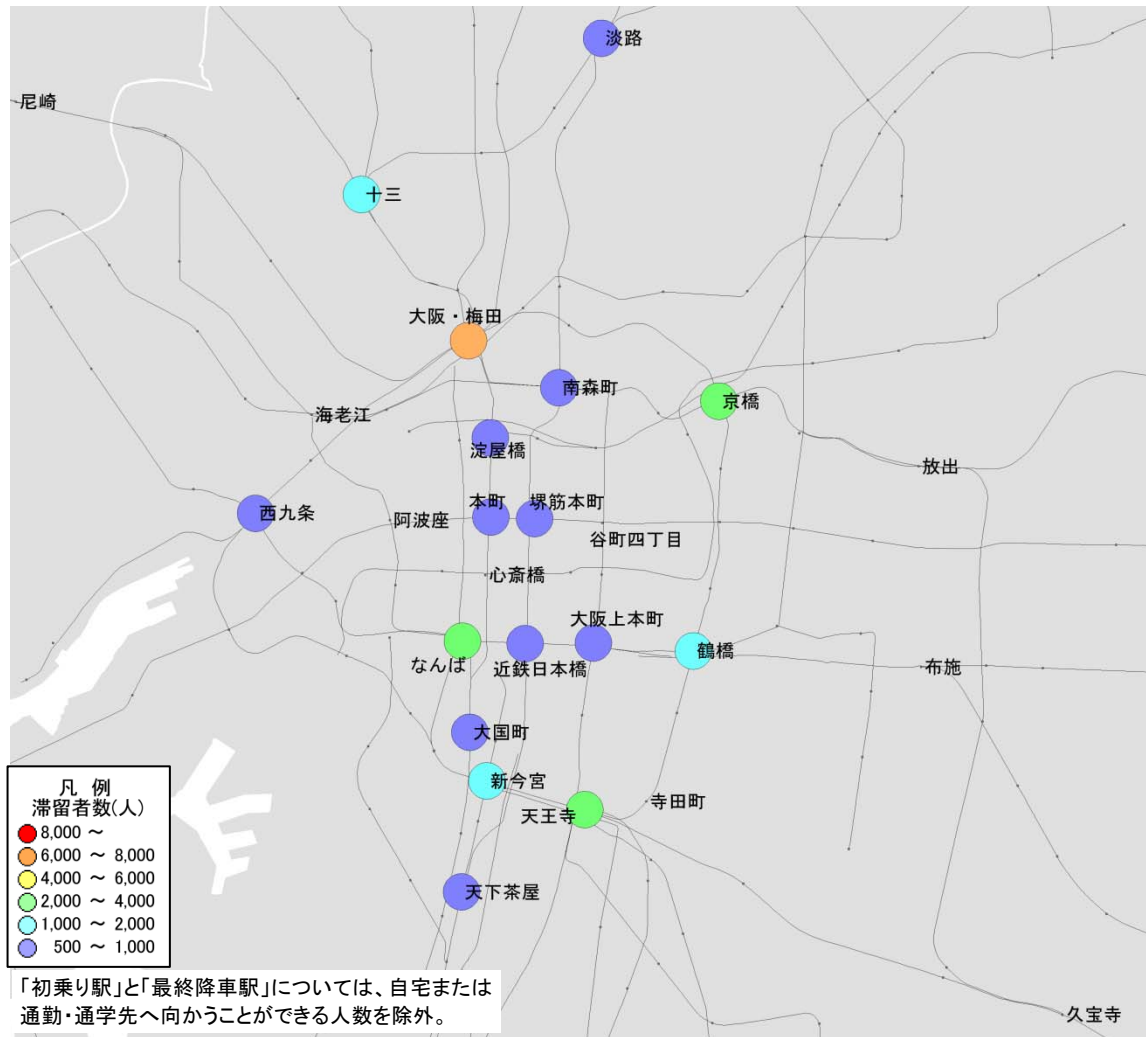 淡路
尼崎
十三
大阪・梅田
南森町
京橋
海老江
淀屋橋
放出
西九条
本町
堺筋本町
阿波座
谷町四丁目
心斎橋
大阪上本町
鶴橋
なんば
近鉄日本橋
布施
大国町
新今宮
寺田町
天王寺
天下茶屋
久宝寺
凡 例
滞留者数(人)
8,000 ～
6,000 ～ 8,000
4,000 ～ 6,000
2,000 ～ 4,000
1,000 ～ 2,000
500 ～ 1,000
「初乗り駅」と「最終降車駅」については、自宅または
通勤・通学先へ向かうことができる人数を除外。